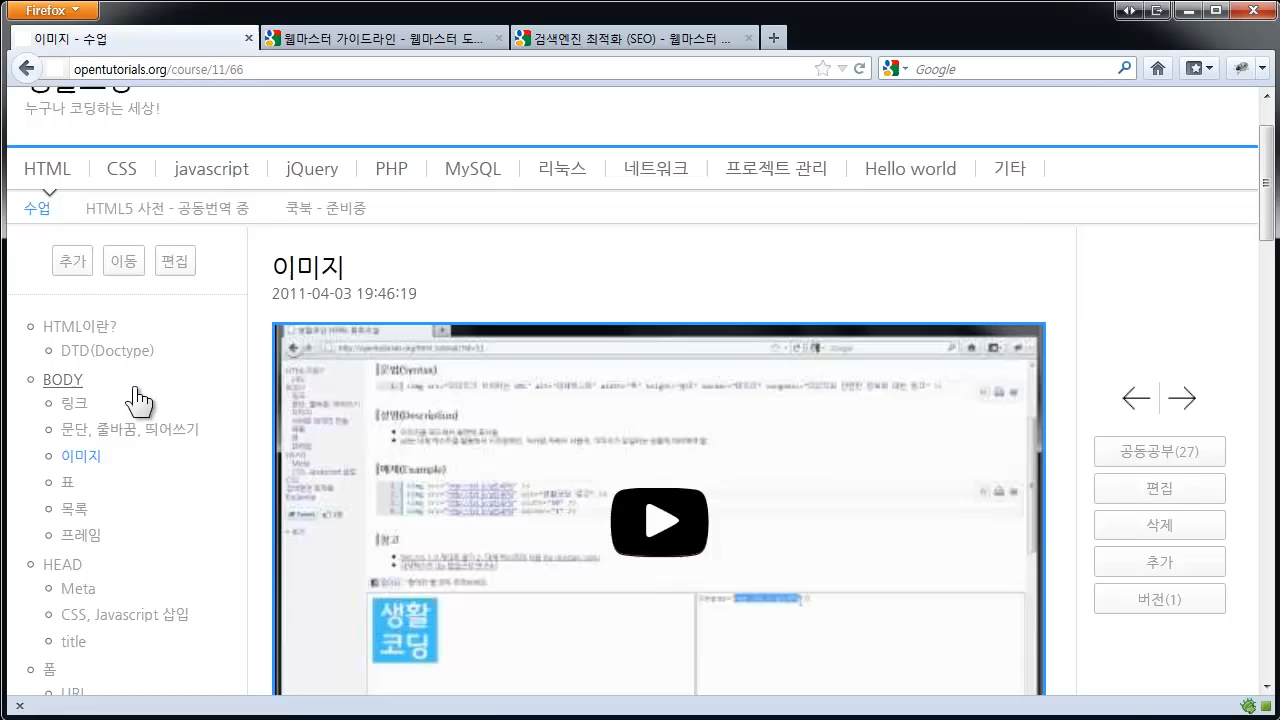 Firefox
이미지 - 수업
웹마스터 가이드라인 - 웹마스터 도...
검색엔진 최적화 (SEO) - 웹마스터 ...
opentutorials.org/course/11/66
Google
누구나 코딩하는 세상!
HTML
CSS
javascript
jQuery
PHP
MySQL
리눅스
네트워크
프로젝트 관리
Hello world
기타
수업
HTML5 사전 - 공동번역 중
쿡북 - 준비중
추가
이동
편집
HTML이란?
DTD(Doctype)
BODY
링크
문단, 줄바꿈, 띄어쓰기
이미지
표
목록
프레임
HEAD
Meta
CSS, Javascript 삽입
title
폼
URL
이미지
2011-04-03 19:46:19
문법(Syntax)
설명(Description)
예제(Example)
참고
생활
코딩
공동공부(27)
편집
삭제
추가
버전(1)